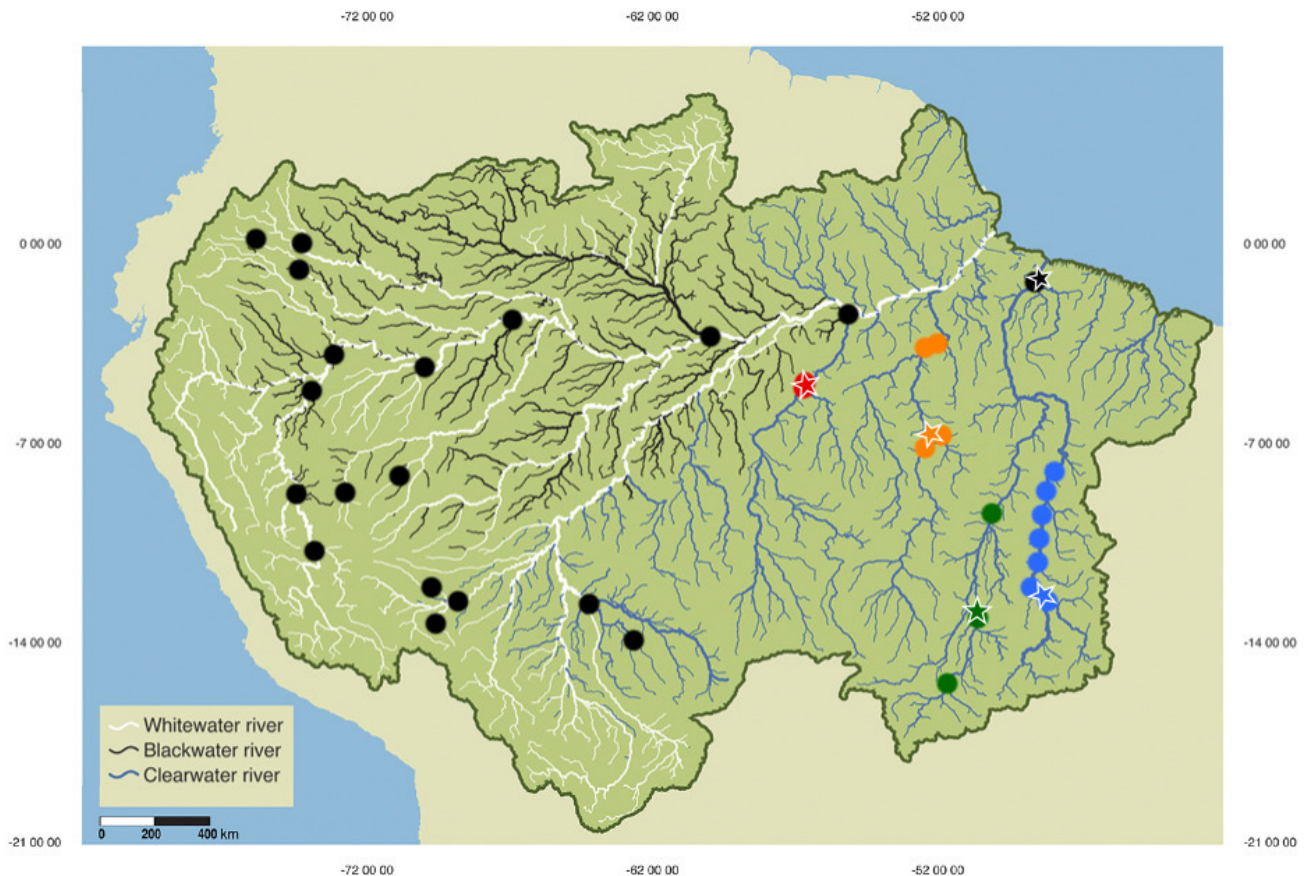 -72 00 00 -62 00 00 -52 00 00
0 00 00 0 00 00
-7 00 00 -7 00 00
-14 00 00 -14 00 00
Whitewater river
Blackwater river
Clearwater river
0 200 400 km
-21 00 00 -21 00 00
-72 00 00 -62 00 00 -52 00 00